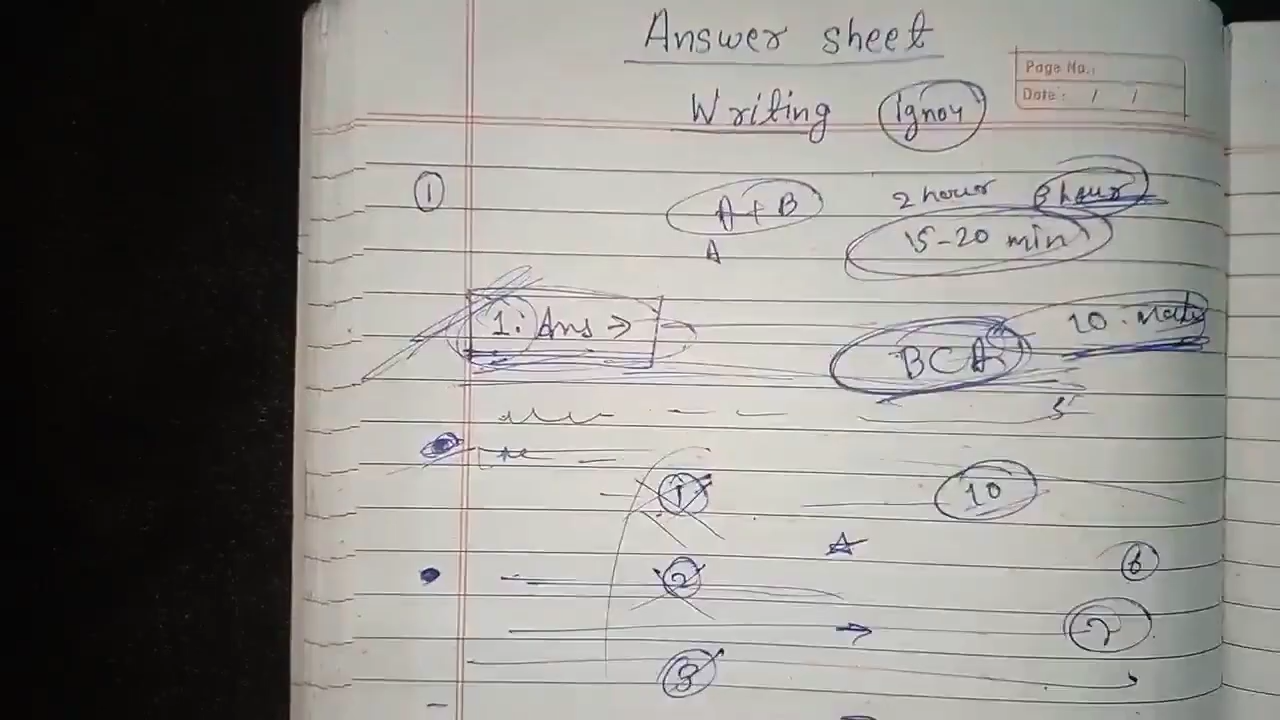 Answer sheet
Page No.:
Date: / /
Writing Ignou
1 A + B 2 hour 3 hour
A 15-20 min
1. Ans → 10. Marks
BCA
5
1 10
6
2
3